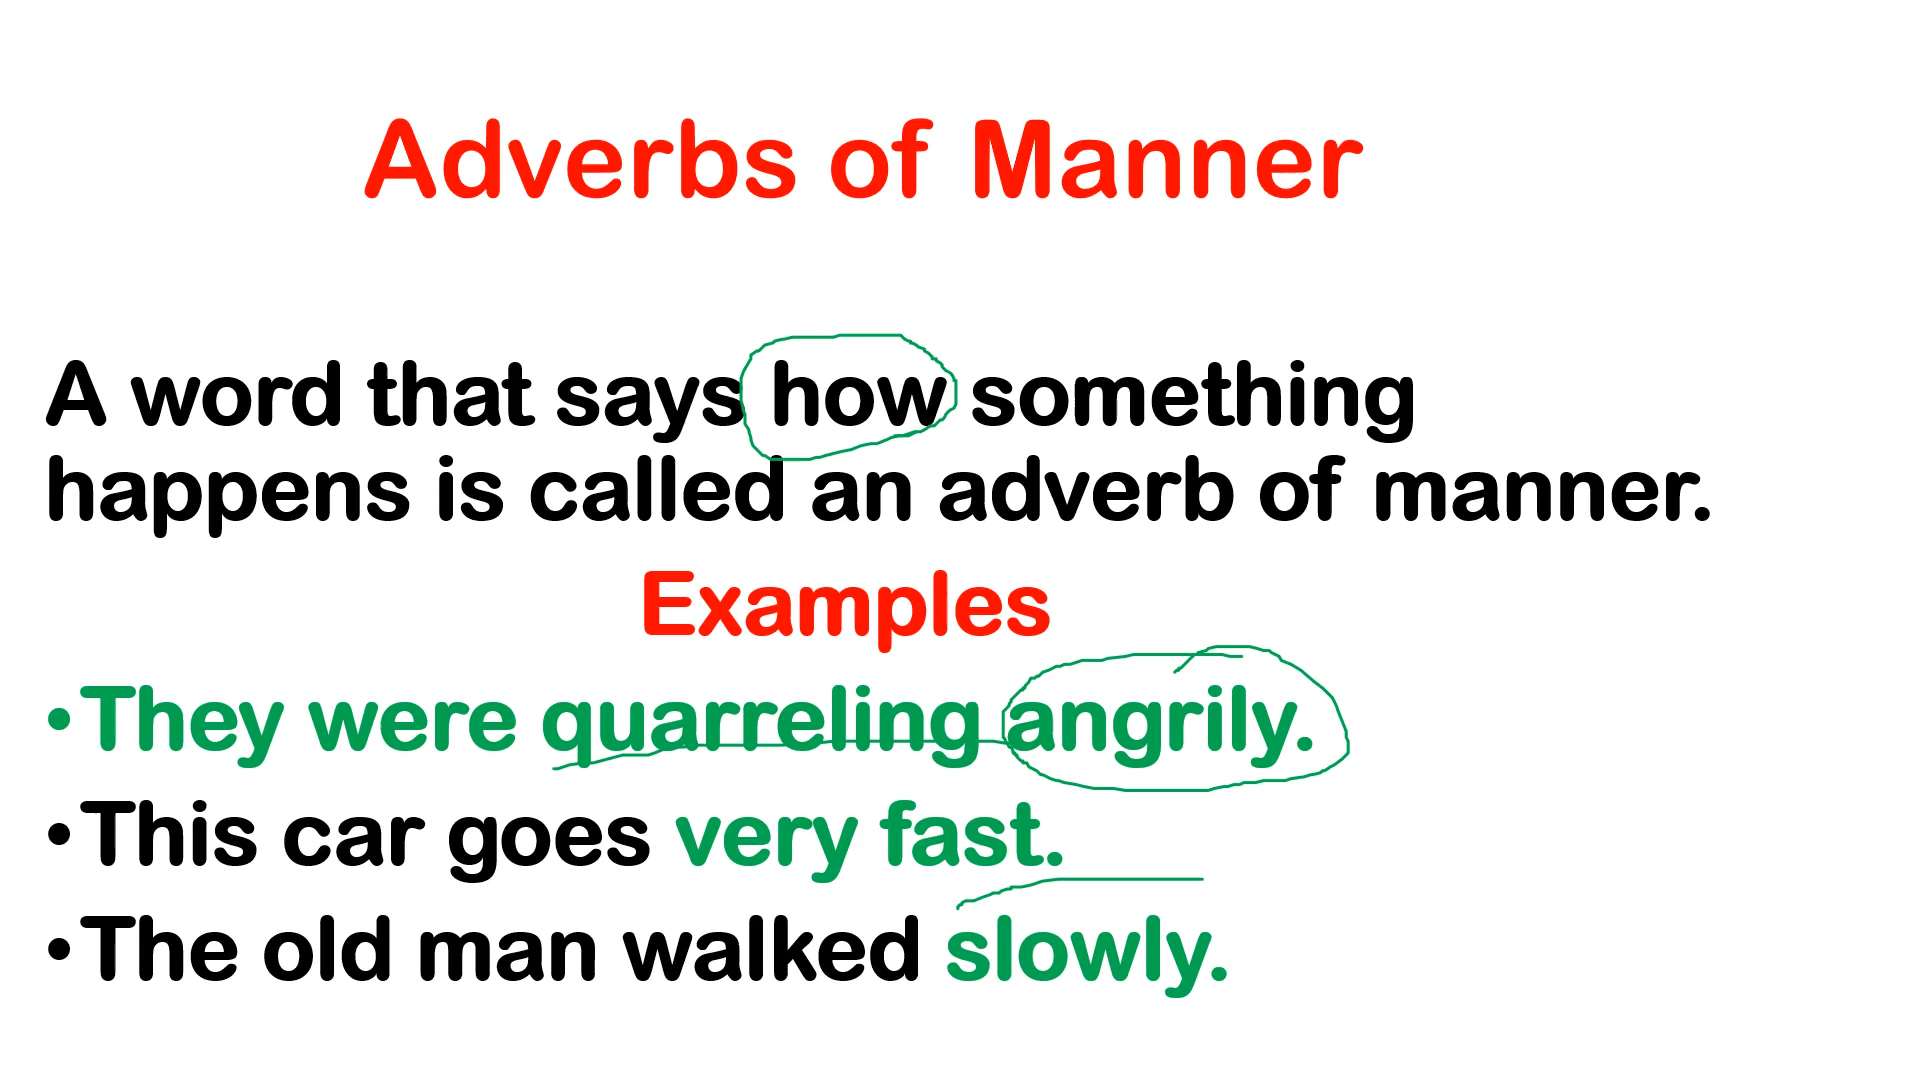 Adverbs of Manner
A word that says how something
happens is called an adverb of manner.
Examples
•They were quarreling angrily.
•This car goes very fast.
•The old man walked slowly.